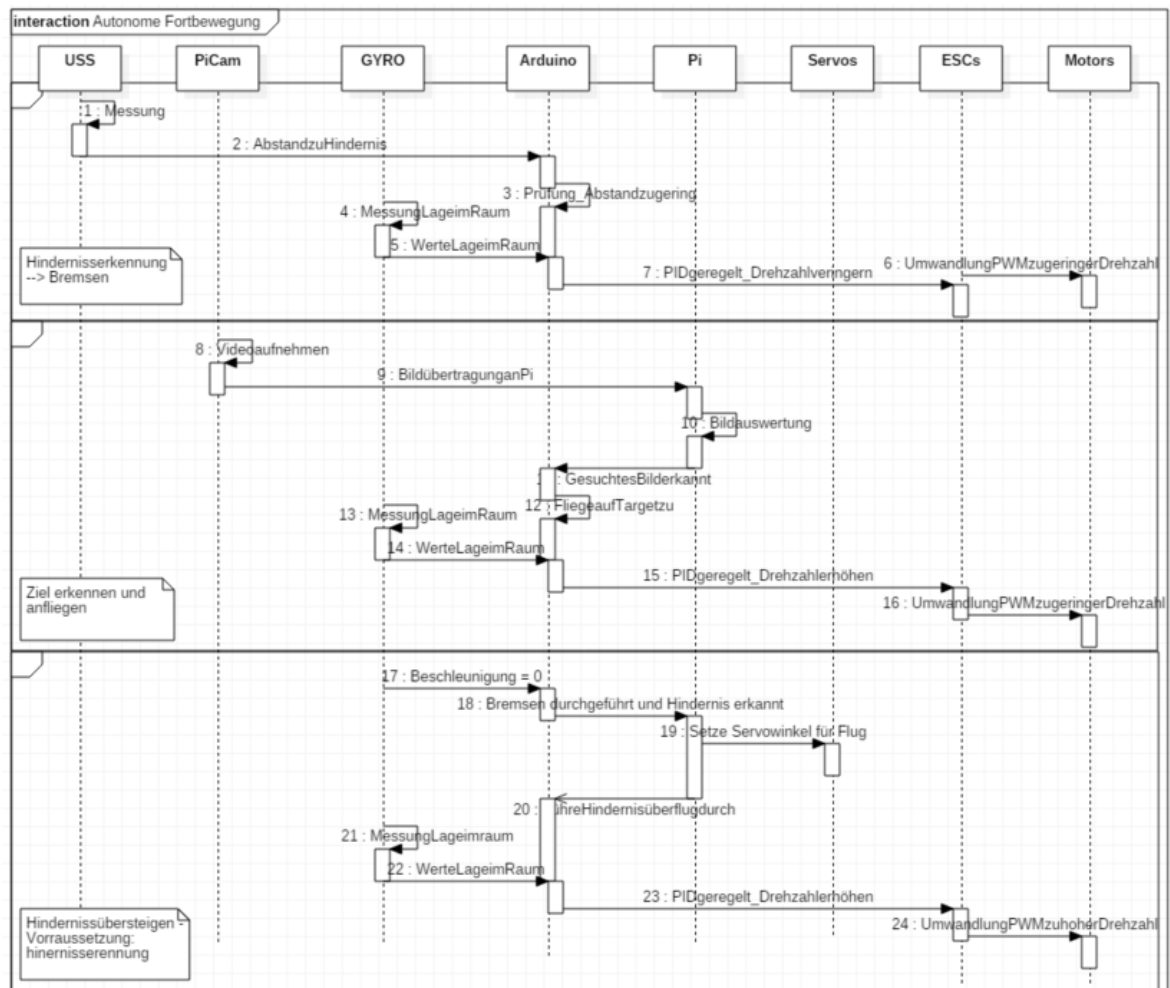 interaction Autonome Fortbewegung
USS
PiCam
GYRO
Arduino
Pi
Servos
ESCs
Motors
1 : Messung
2 : AbstandzuHindernis
3 : Prüfung_Abstandzugering
4 : MessungLageimRaum
5 : WerteLageimRaum
6 : UmwandlungPWMzugeringerDrehzahl
7 : PIDgeregelt_Drehzahlverringern
Hindernisserkennung
--> Bremsen
8 : Videoaufnehmen
9 : BildübertragunganPi
10 : Bildauswertung
: GesuchtesBilderkannt
12 : FliegeaufTargetzu
13 : MessungLageimRaum
14 : WerteLageimRaum
15 : PIDgeregelt_Drehzahlerhöhen
16 : UmwandlungPWMzugeringerDrehzahl
Ziel erkennen und
anfliegen
17 : Beschleunigung = 0
18 : Bremsen durchgeführt und Hindernis erkannt
19 : Setze Servowinkel für Flug
20 : führeHindernisüberflugdurch
21 : MessungLageimraum
22 : WerteLageimRaum
23 : PIDgeregelt_Drehzahlerhöhen
24 : UmwandlungPWMzuhoherDrehzahl
Hindernissübersteigen -
Vorraussetzung:
hinernisserennung